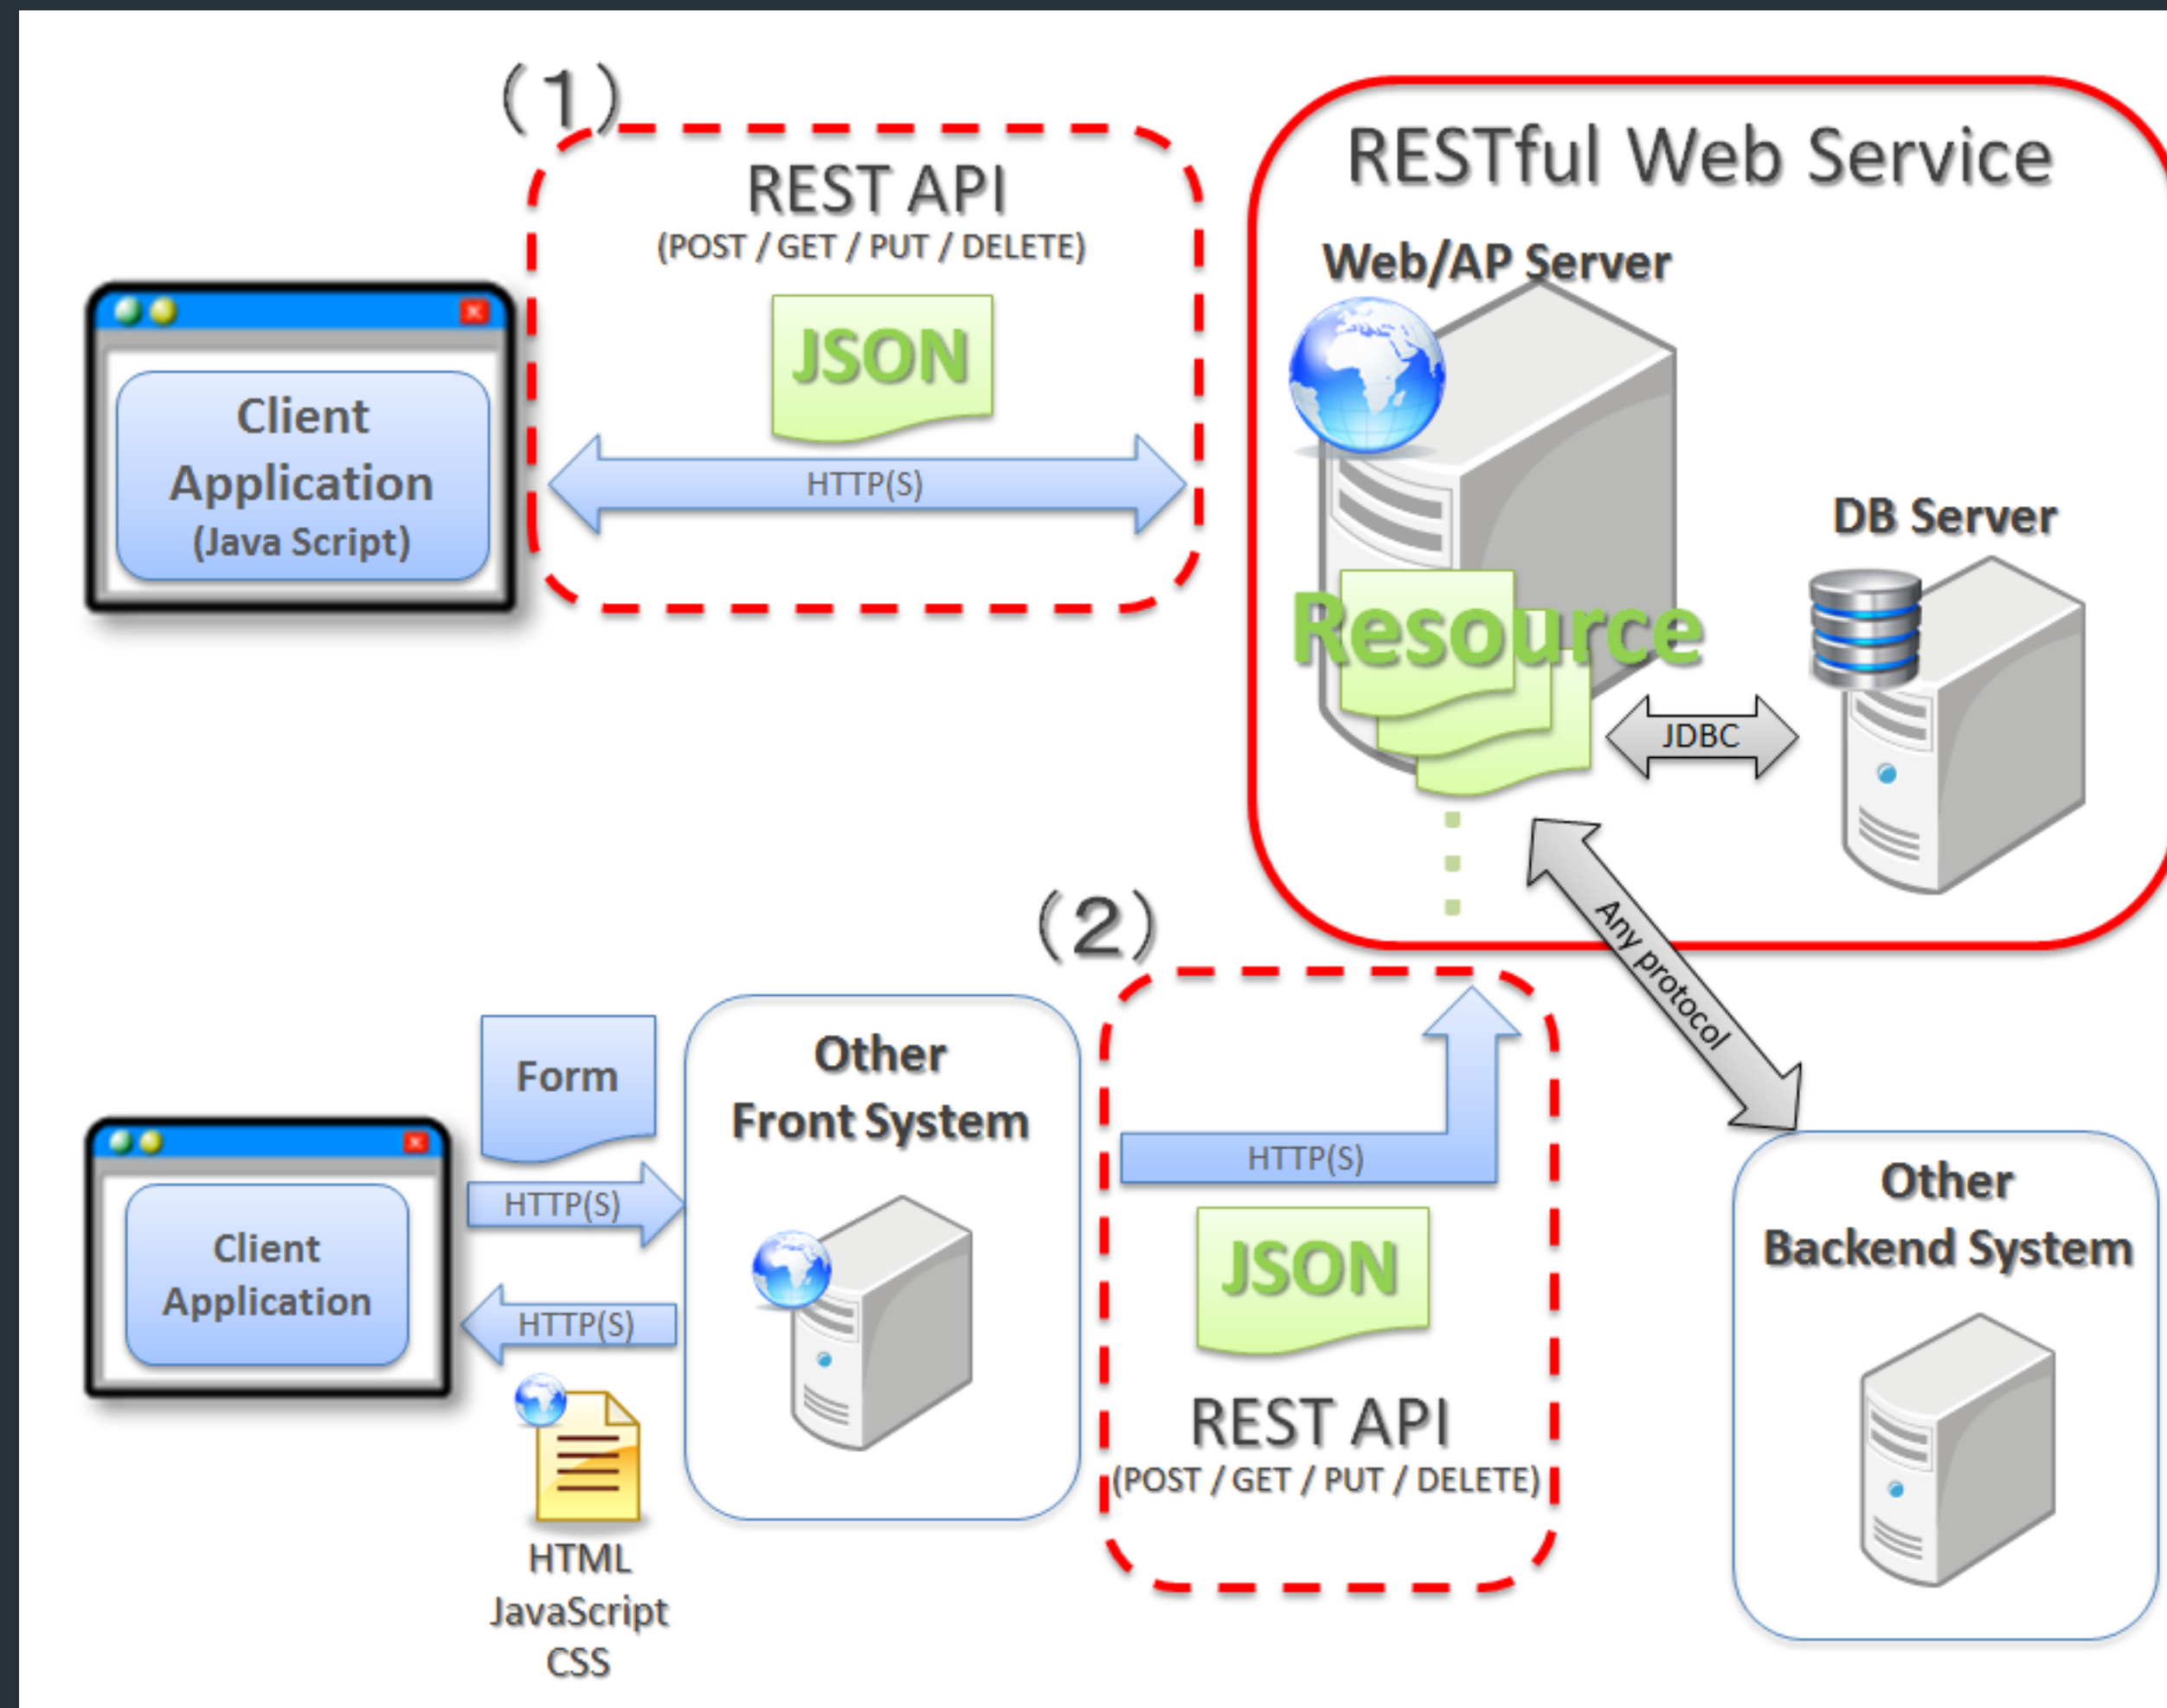 (1)
REST API
(POST / GET / PUT / DELETE)
JSON
HTTP(S)
Client
Application
(Java Script)
RESTful Web Service
Web/AP Server
Resource
DB Server
JDBC
Any protocol
(2)
Form
HTTP(S)
Client
Application
HTTP(S)
HTML
JavaScript
CSS
Other
Front System
HTTP(S)
JSON
REST API
(POST / GET / PUT / DELETE)
Other
Backend System